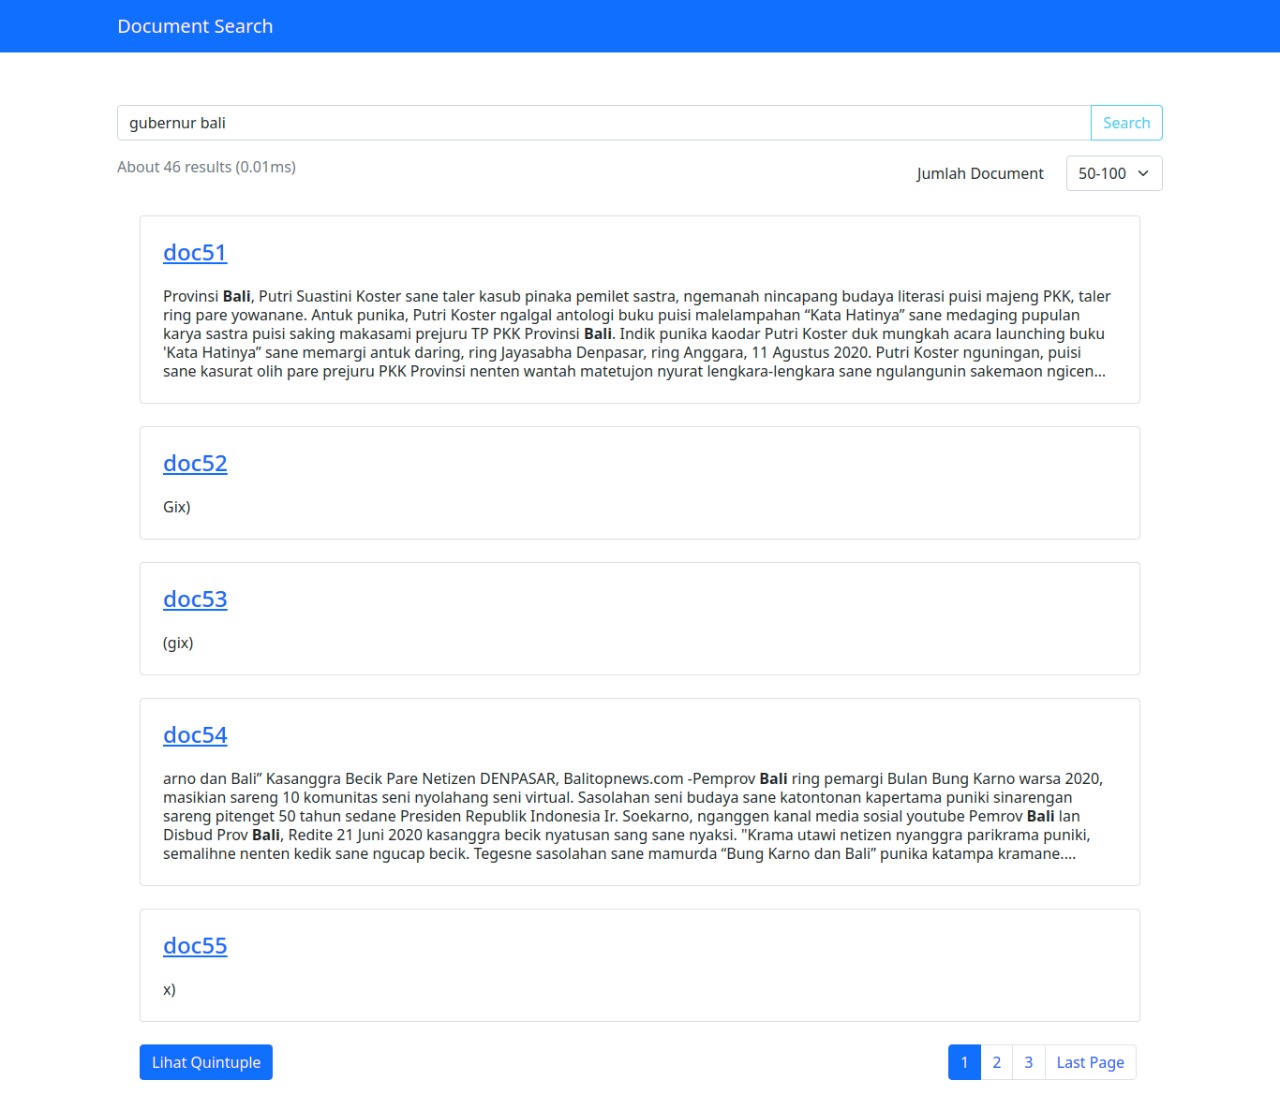 Document Search
gubernur bali
Search
About 46 results (0.01ms)
Jumlah Document
50-100
doc51
Provinsi Bali, Putri Suastini Koster sane taler kasub pinaka pemilet sastra, ngemanah nincapang budaya literasi puisi majeng PKK, taler
ring pare yowanane. Antuk punika, Putri Koster ngalgal antologi buku puisi malelampahan “Kata Hatinya” sane medaging pupulan
karya sastra puisi saking makasami prejuru TP PKK Provinsi Bali. Indik punika kaodar Putri Koster duk mungkah acara launching buku
'Kata Hatinya” sane memargi antuk daring, ring Jayasabha Denpasar, ring Anggara, 11 Agustus 2020. Putri Koster nguningan, puisi
sane kasurat olih pare prejuru PKK Provinsi nenten wantah matetujon nyurat lengkara-lengkara sane ngulangunin sakemaon ngicen...
doc52
Gix)
doc53
(gix)
doc54
arno dan Bali” Kasanggra Becik Pare Netizen DENPASAR, Balitopnews.com -Pemprov Bali ring pemargi Bulan Bung Karno warsa 2020,
masikian sareng 10 komunitas seni nyolahang seni virtual. Sasolahan seni budaya sane katontonan kapertama puniki sinarengan
sareng pitenget 50 tahun sedane Presiden Republik Indonesia Ir. Soekarno, nganggen kanal media sosial youtube Pemrov Bali lan
Disbud Prov Bali, Redite 21 Juni 2020 kasanggra becik nyatusan sang sane nyaksi. "Krama utawi netizen nyanggra parikrama puniki,
semalihne nenten kedik sane ngucap becik. Tegesne sasolahan sane mamurda “Bung Karno dan Bali” punika katampa kramane....
doc55
x)
Lihat Quintuple
1
2
3
Last Page